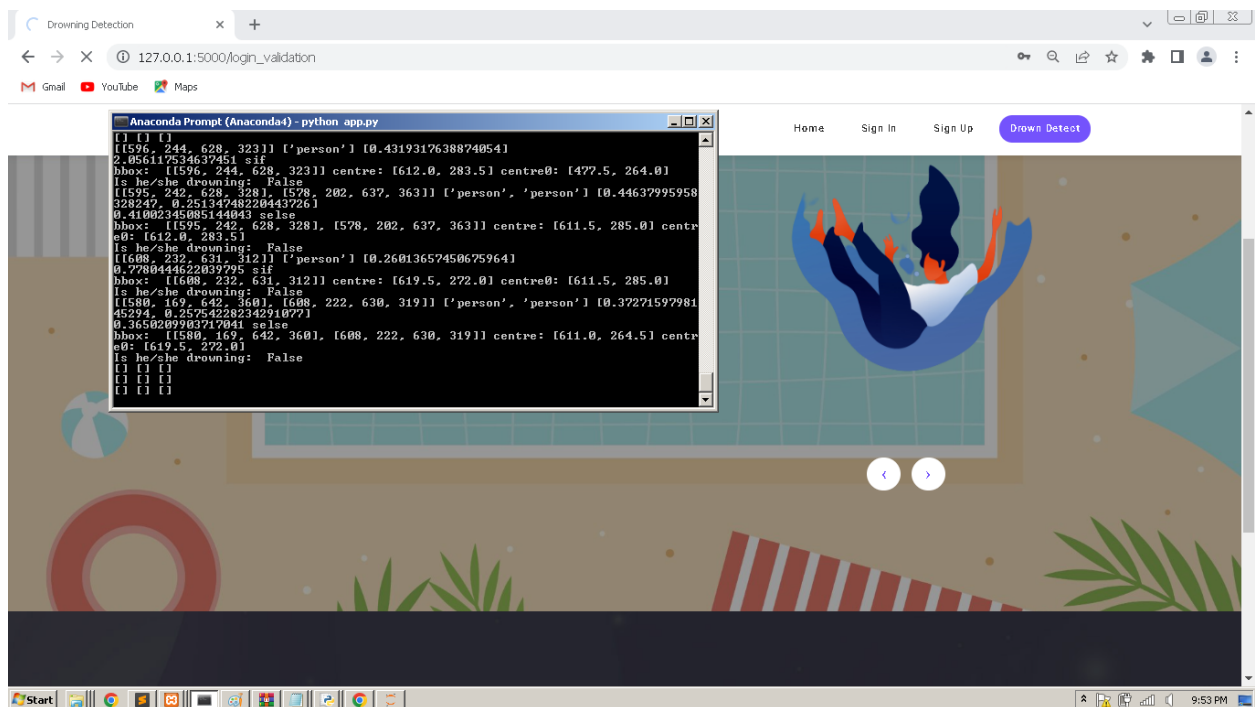 Drowning Detection
127.0.0.1:5000/login_validation
Gmail YouTube Maps
Anaconda Prompt (Anaconda4) - python app.py
[] [] []
[[596, 244, 628, 323]] ['person'] [0.4319317638874054]
2.056117534637451 sif
bbox:  [[596, 244, 628, 323]] centre: [612.0, 283.5] centre0: [477.5, 264.0]
Is he/she drowning:  False
[[595, 242, 628, 328], [578, 202, 637, 363]] ['person', 'person'] [0.44637995958
328247, 0.25134748220443726]
0.41002345085144043 selse
bbox:  [[595, 242, 628, 328], [578, 202, 637, 363]] centre: [611.5, 285.0] centr
e0: [612.0, 283.5]
Is he/she drowning:  False
[[608, 232, 631, 312]] ['person'] [0.26013657450675964]
0.7780444622039795 sif
bbox:  [[608, 232, 631, 312]] centre: [619.5, 272.0] centre0: [611.5, 285.0]
Is he/she drowning:  False
[[580, 169, 642, 360], [608, 222, 630, 319]] ['person', 'person'] [0.37271597981
45294, 0.25754228234291077]
0.3650209903717041 selse
bbox:  [[580, 169, 642, 360], [608, 222, 630, 319]] centre: [611.0, 264.5] centr
e0: [619.5, 272.0]
Is he/she drowning:  False
[] [] []
[] [] []
[] [] []
Home Sign In Sign Up Drown Detect
Start 9:53 PM